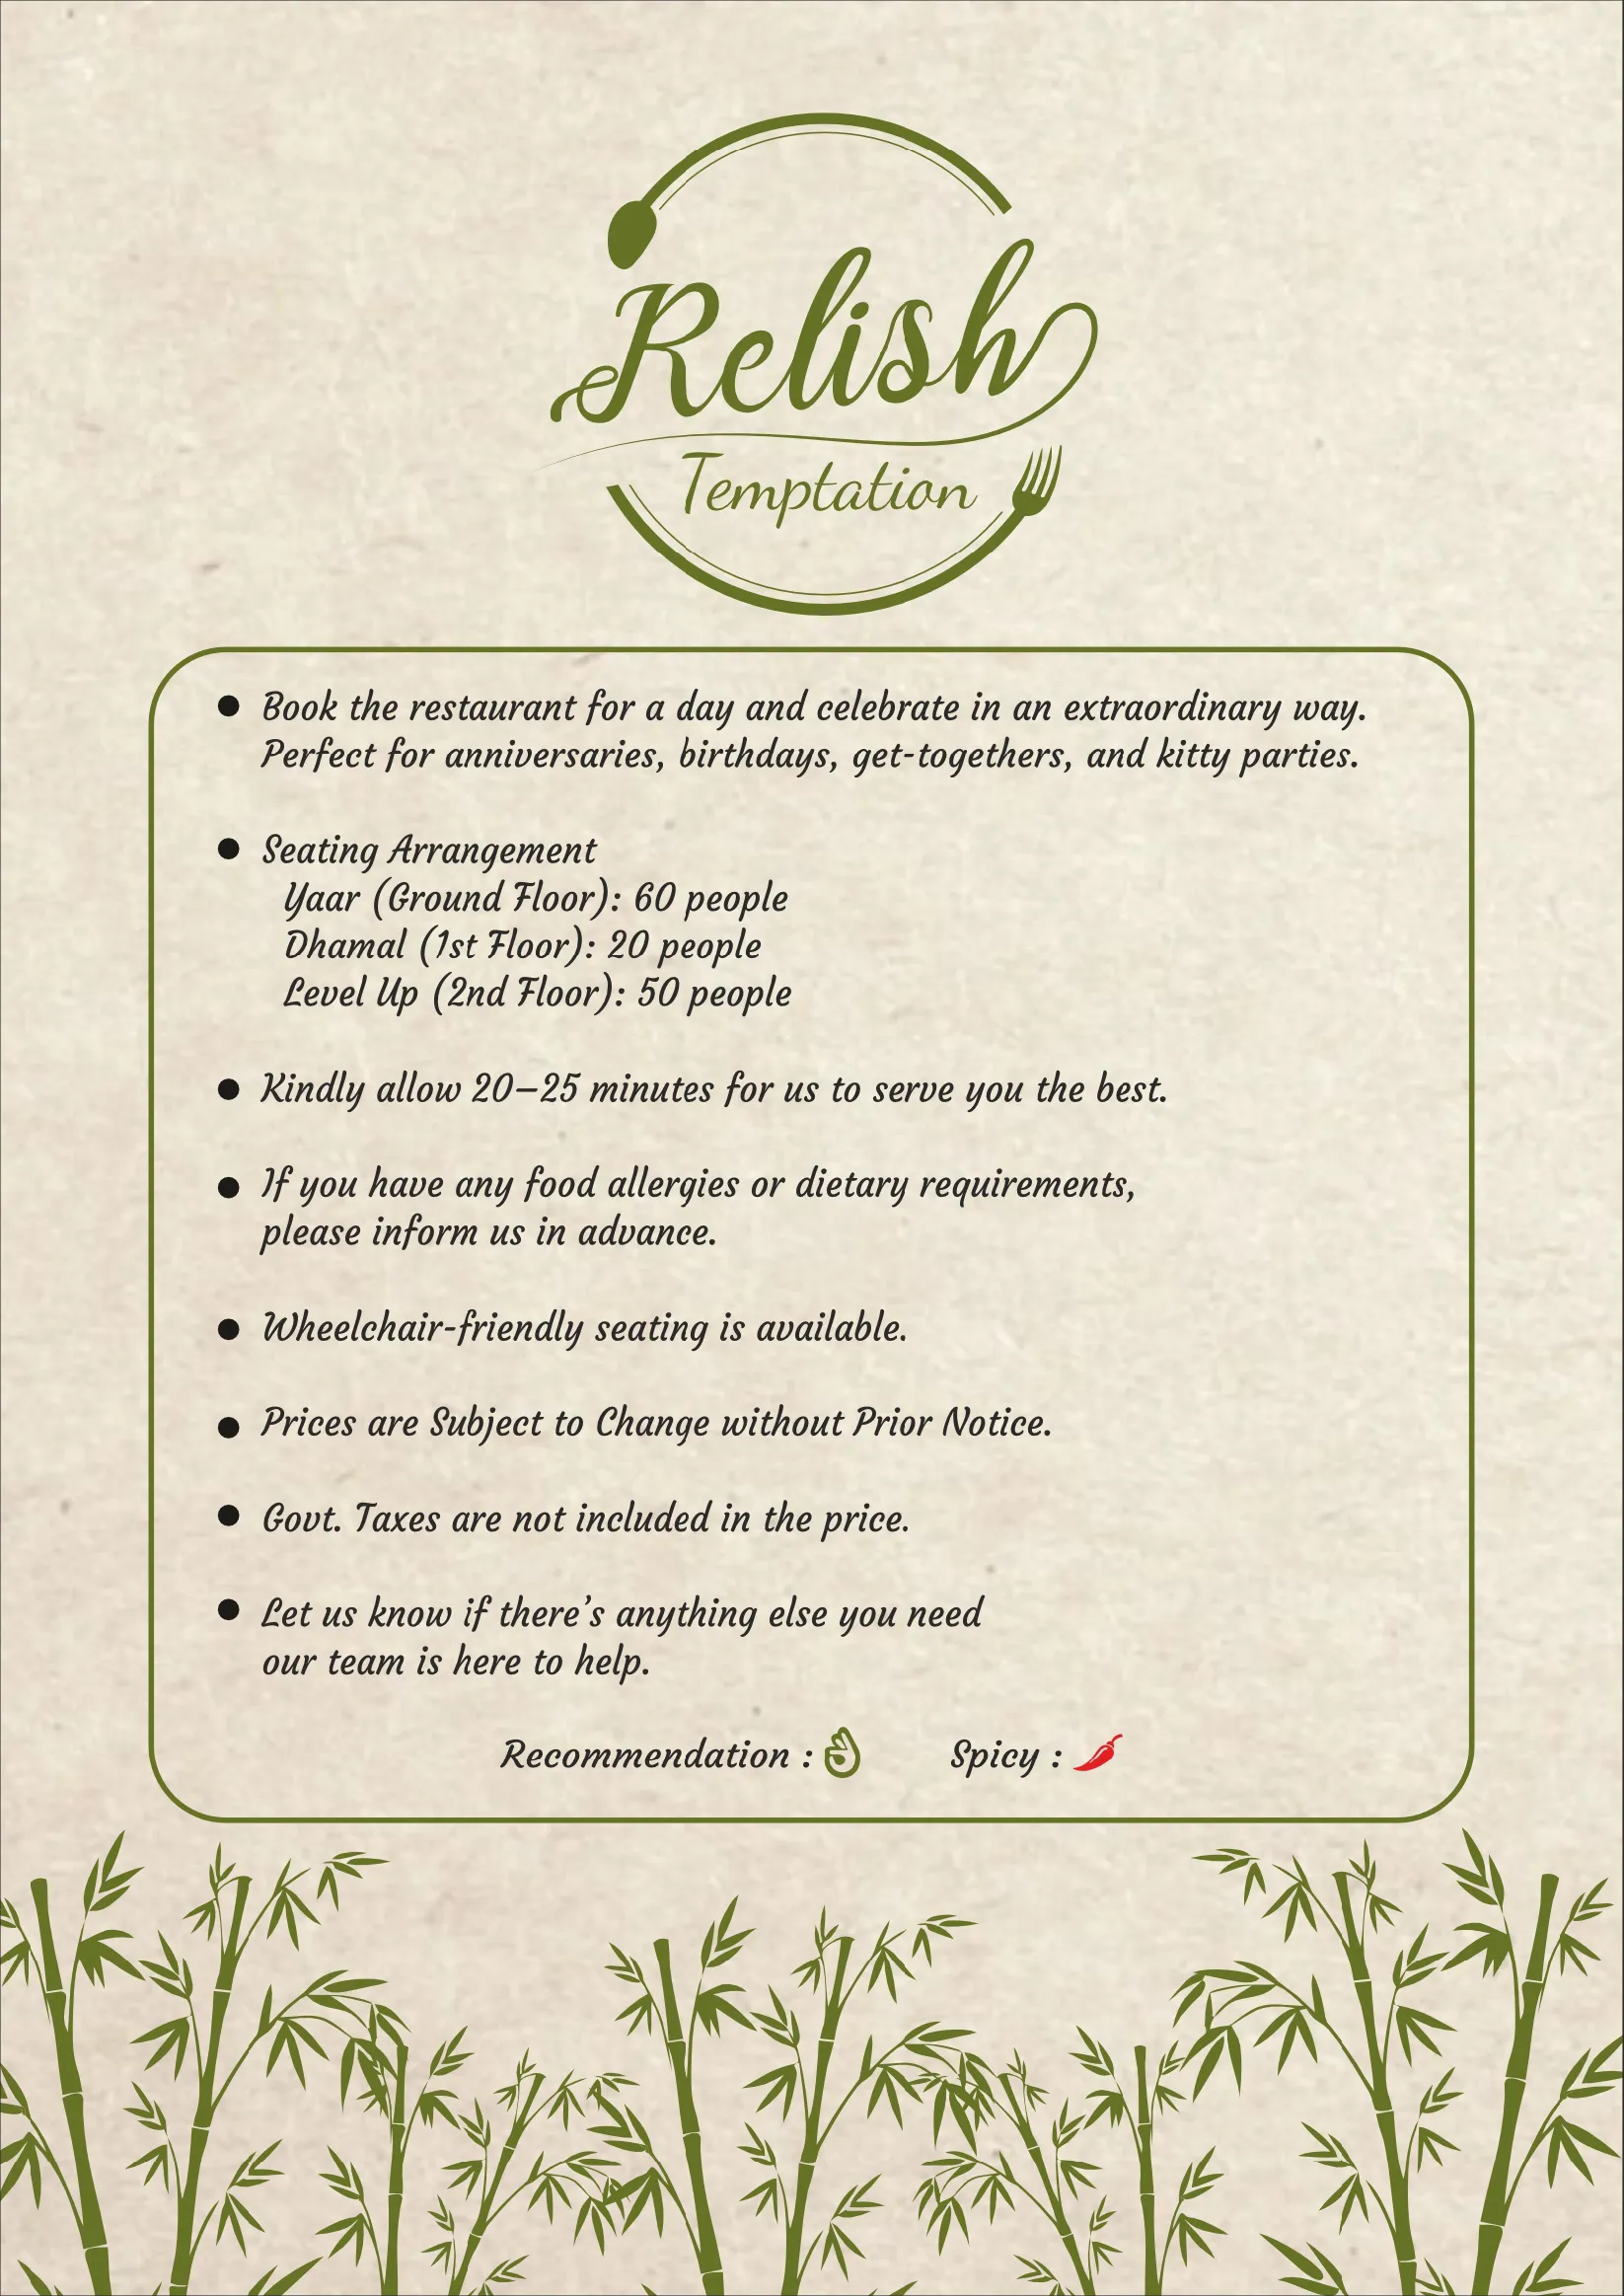 Relish
Temptation
● Book the restaurant for a day and celebrate in an extraordinary way.
Perfect for anniversaries, birthdays, get-togethers, and kitty parties.
● Seating Arrangement
Yaar (Ground Floor): 60 people
Dhamal (1st Floor): 20 people
Level Up (2nd Floor): 50 people
● Kindly allow 20–25 minutes for us to serve you the best.
● If you have any food allergies or dietary requirements,
please inform us in advance.
● Wheelchair-friendly seating is available.
● Prices are Subject to Change without Prior Notice.
● Govt. Taxes are not included in the price.
● Let us know if there’s anything else you need
our team is here to help.
Recommendation : 👌 Spicy : 🌶️